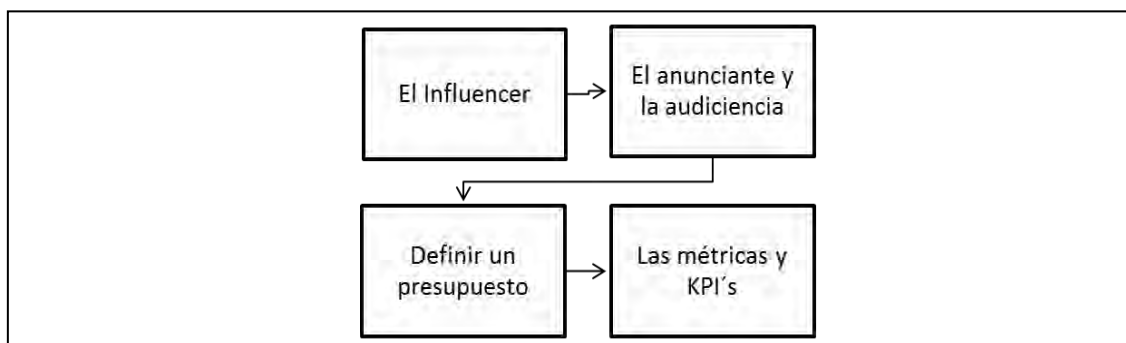 El Influencer
El anunciante y
la audiciencia
Definir un
presupuesto
Las métricas y
KPI´s